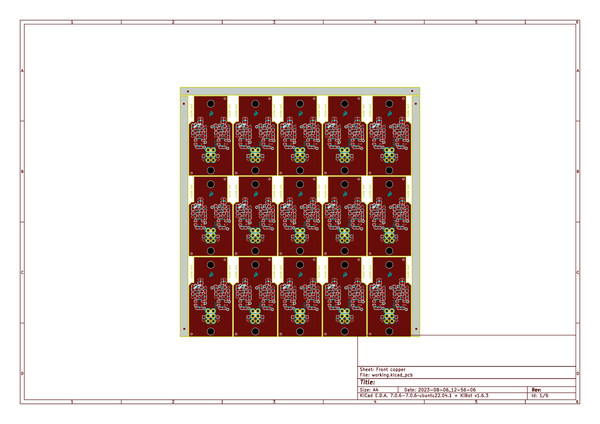 1 2 3 4 5 6
A A
B B
C C
D D
Sheet: Front copper
File: working.kicad_pcb
Title:
Size: A4 Date: 2023-08-06_12-56-06 Rev:
KiCad E.D.A. 7.0.6-7.0.6~ubuntu22.04.1 + KiBot v1.6.3 Id: 1/6
1 2 3 4 5 6